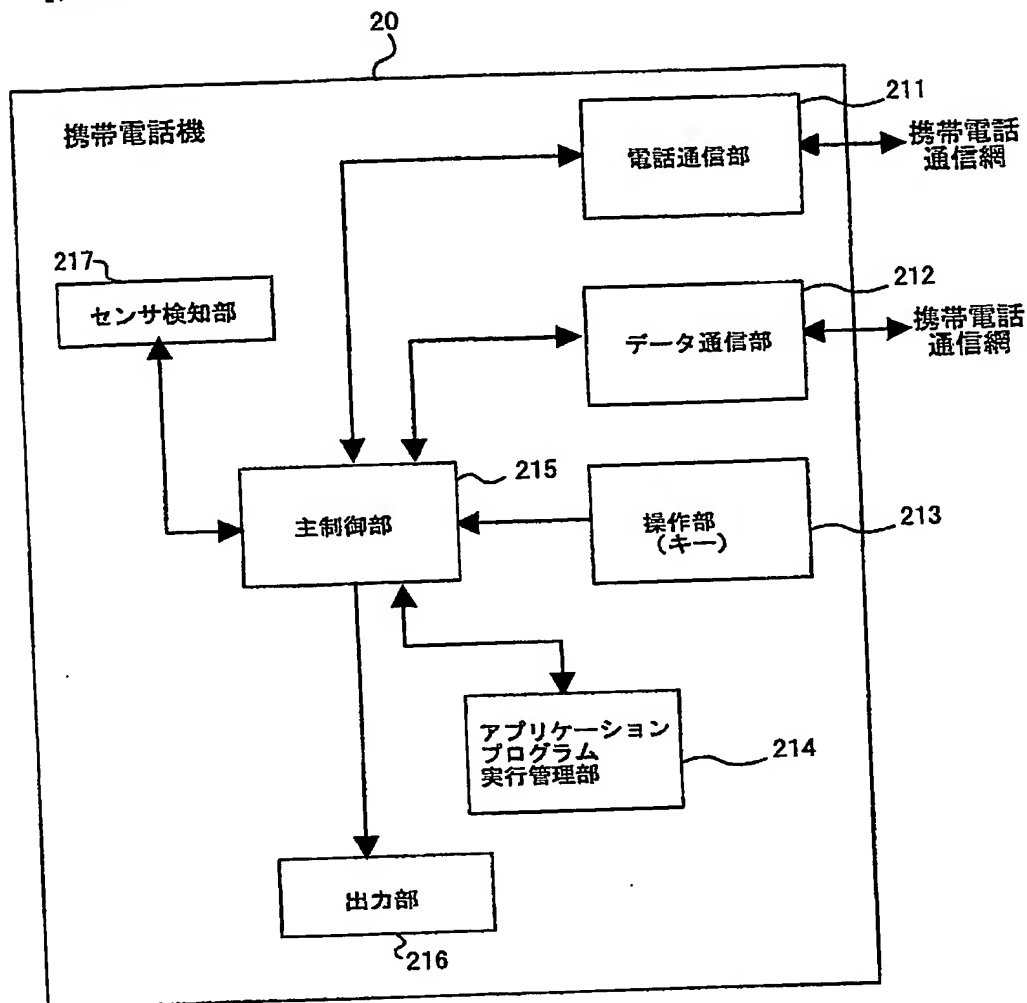 20
携帯電話機
211
電話通信部
携帯電話
通信網
217
センサ検知部
212
データ通信部
携帯電話
通信網
215
主制御部
操作部
(キー)
213
アプリケーション
プログラム
実行管理部
214
出力部
216